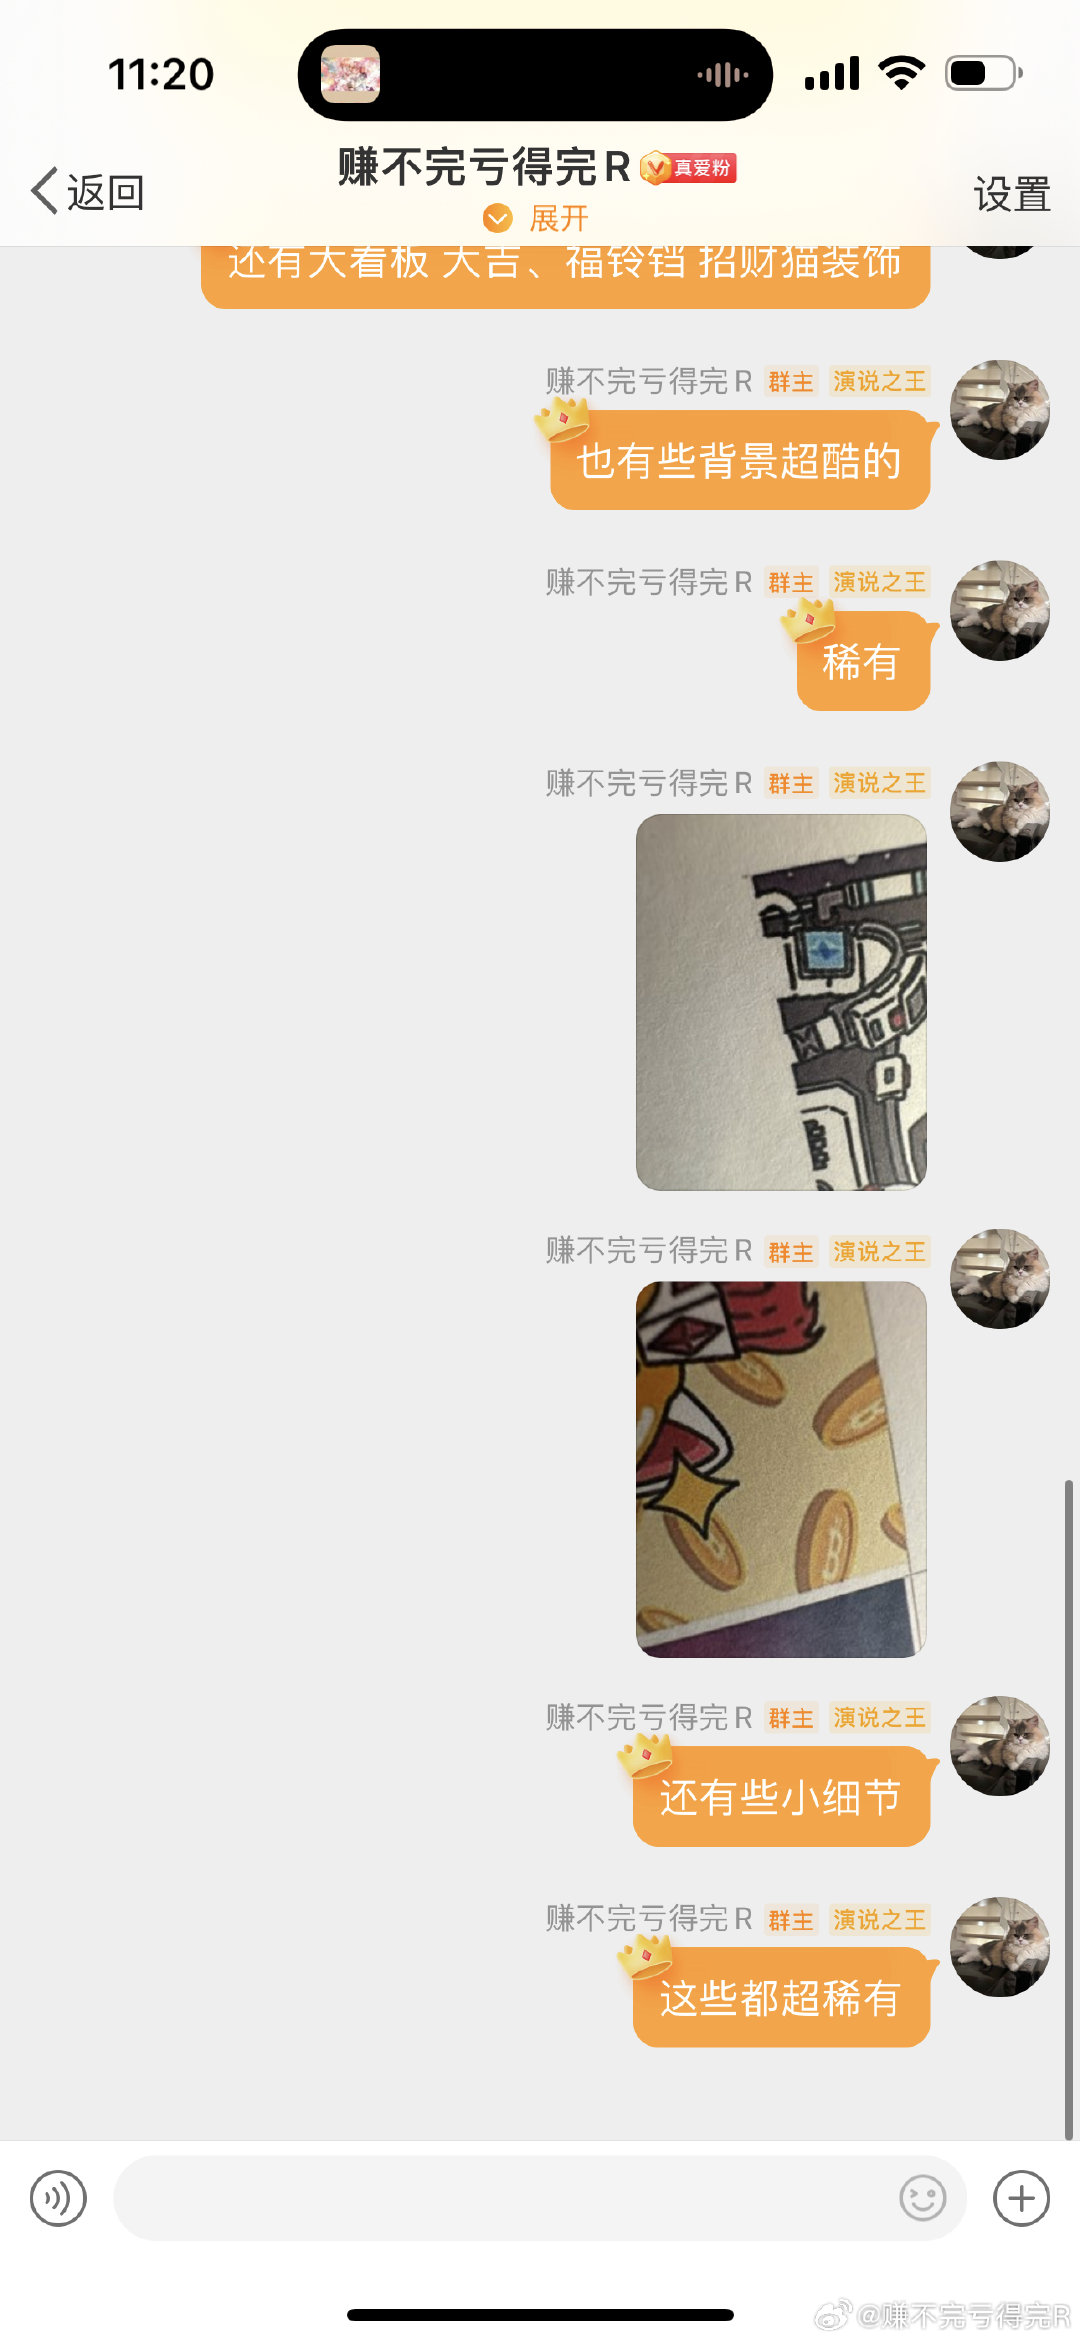 11:20
返回
赚不完亏得完R
真爱粉
设置
展开
还有大看板 大吉、福铃铛 招财猫装饰
赚不完亏得完R 群主 演说之王
也有些背景超酷的
赚不完亏得完R 群主 演说之王
稀有
赚不完亏得完R 群主 演说之王
赚不完亏得完R 群主 演说之王
赚不完亏得完R 群主 演说之王
还有些小细节
赚不完亏得完R 群主 演说之王
这些都超稀有
@赚不完亏得完R